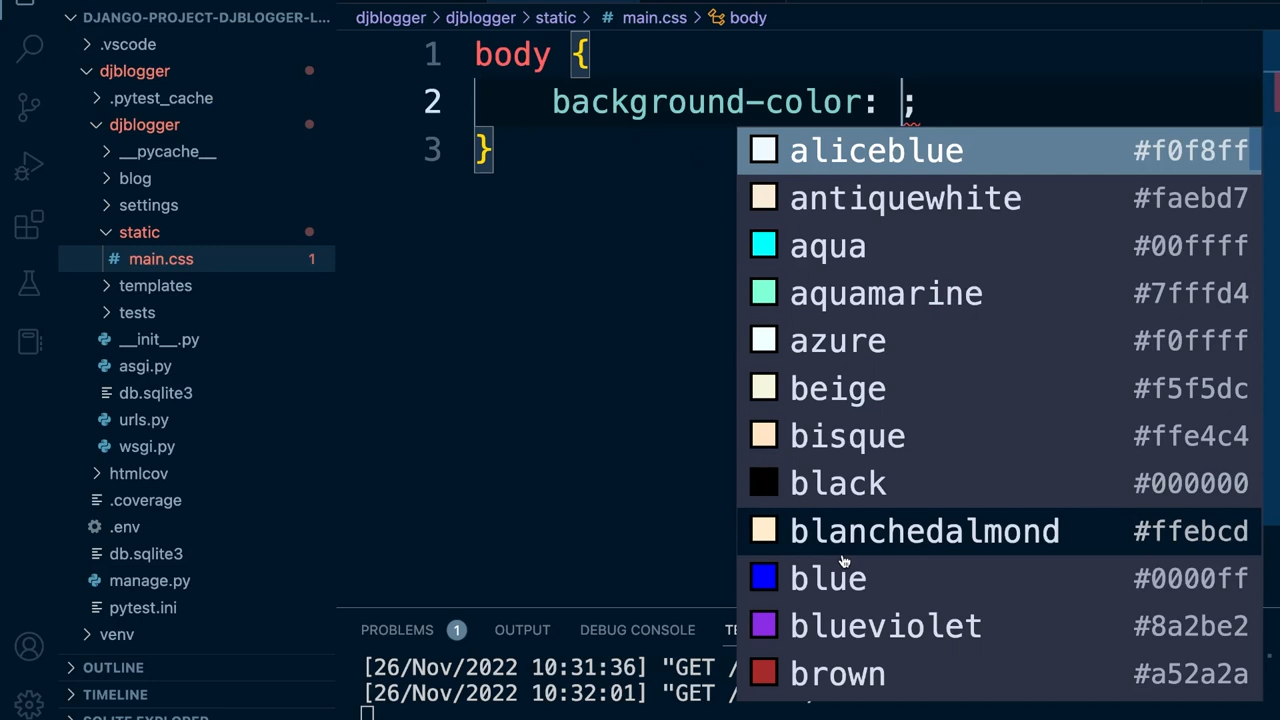 DJANGO-PROJECT-DJBLOGGER-L...
.vscode
djblogger
.pytest_cache
djblogger
__pycache__
blog
settings
static
# main.css 1
templates
tests
__init__.py
asgi.py
db.sqlite3
urls.py
wsgi.py
htmlcov
.coverage
.env
db.sqlite3
manage.py
pytest.ini
venv
OUTLINE
TIMELINE
djblogger > djblogger > static > # main.css > body
1 body {
2 background-color: ;
3 }
aliceblue #f0f8ff
antiquewhite #faebd7
aqua #00ffff
aquamarine #7fffd4
azure #f0ffff
beige #f5f5dc
bisque #ffe4c4
black #000000
blanchedalmond #ffebcd
blue #0000ff
blueviolet #8a2be2
brown #a52a2a
PROBLEMS 1 OUTPUT DEBUG CONSOLE
[26/Nov/2022 10:31:36] "GET /
[26/Nov/2022 10:32:01] "GET /